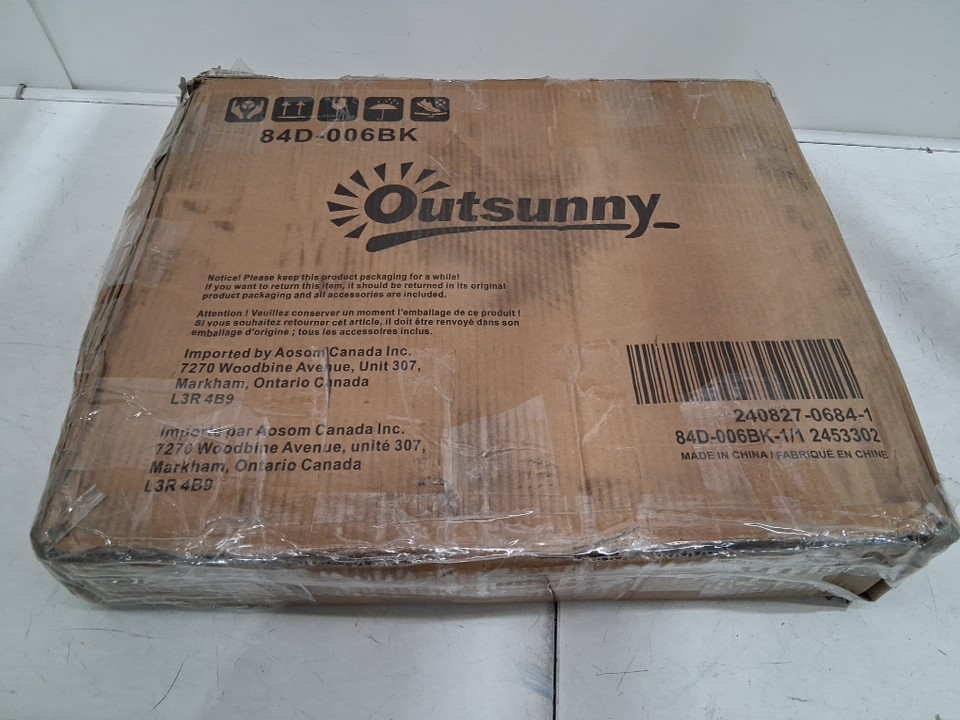 84D-006BK
Outsunny
Notice! Please keep this product packaging for a while!
If you want to return this item, it should be returned in its original
product packaging and all accessories are included.
Attention ! Veuillez conserver un moment l'emballage de ce produit !
Si vous souhaitez retourner cet article, il doit être renvoyé dans son
emballage d'origine ; tous les accessoires inclus.
Imported by Aosom Canada Inc.
7270 Woodbine Avenue, Unit 307,
Markham, Ontario Canada
L3R 4B9
Importé par Aosom Canada Inc.
7270 Woodbine Avenue, unité 307,
Markham, Ontario Canada
L3R 4B9
240827-0684-1
84D-006BK-1/1 2453302
MADE IN CHINA / FABRIQUÉ EN CHINE